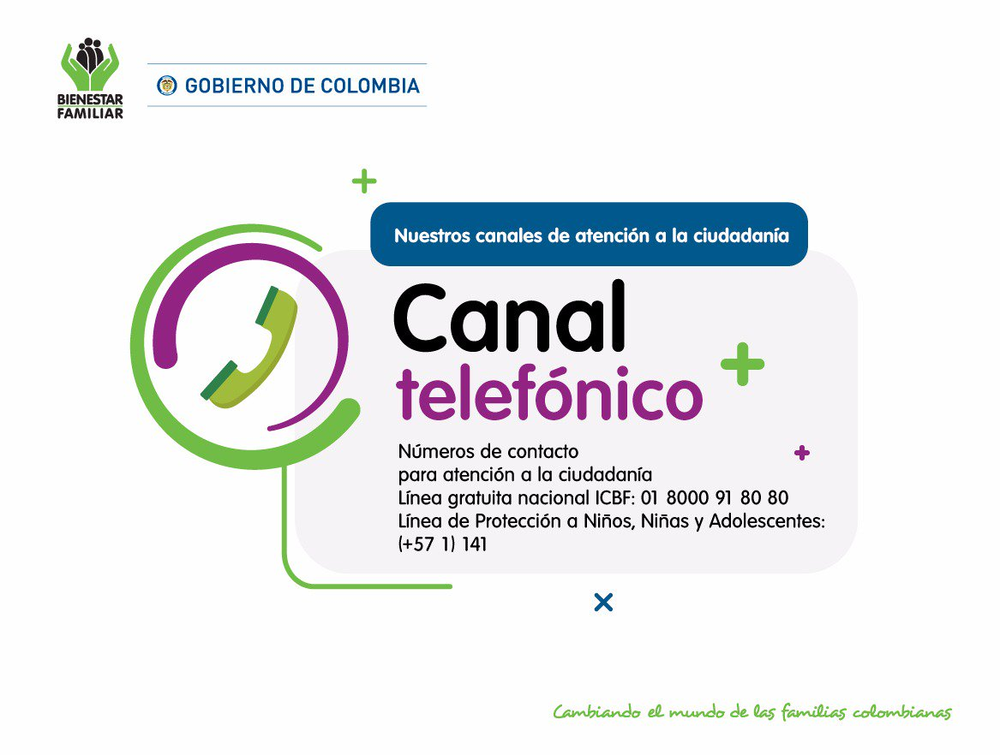 BIENESTAR
FAMILIAR
GOBIERNO DE COLOMBIA
Nuestros canales de atención a la ciudadanía
Canal
telefónico
Números de contacto
para atención a la ciudadanía
Línea gratuita nacional ICBF: 01 8000 91 80 80
Línea de Protección a Niños, Niñas y Adolescentes:
(+57 1) 141
Cambiando el mundo de las familias colombianas